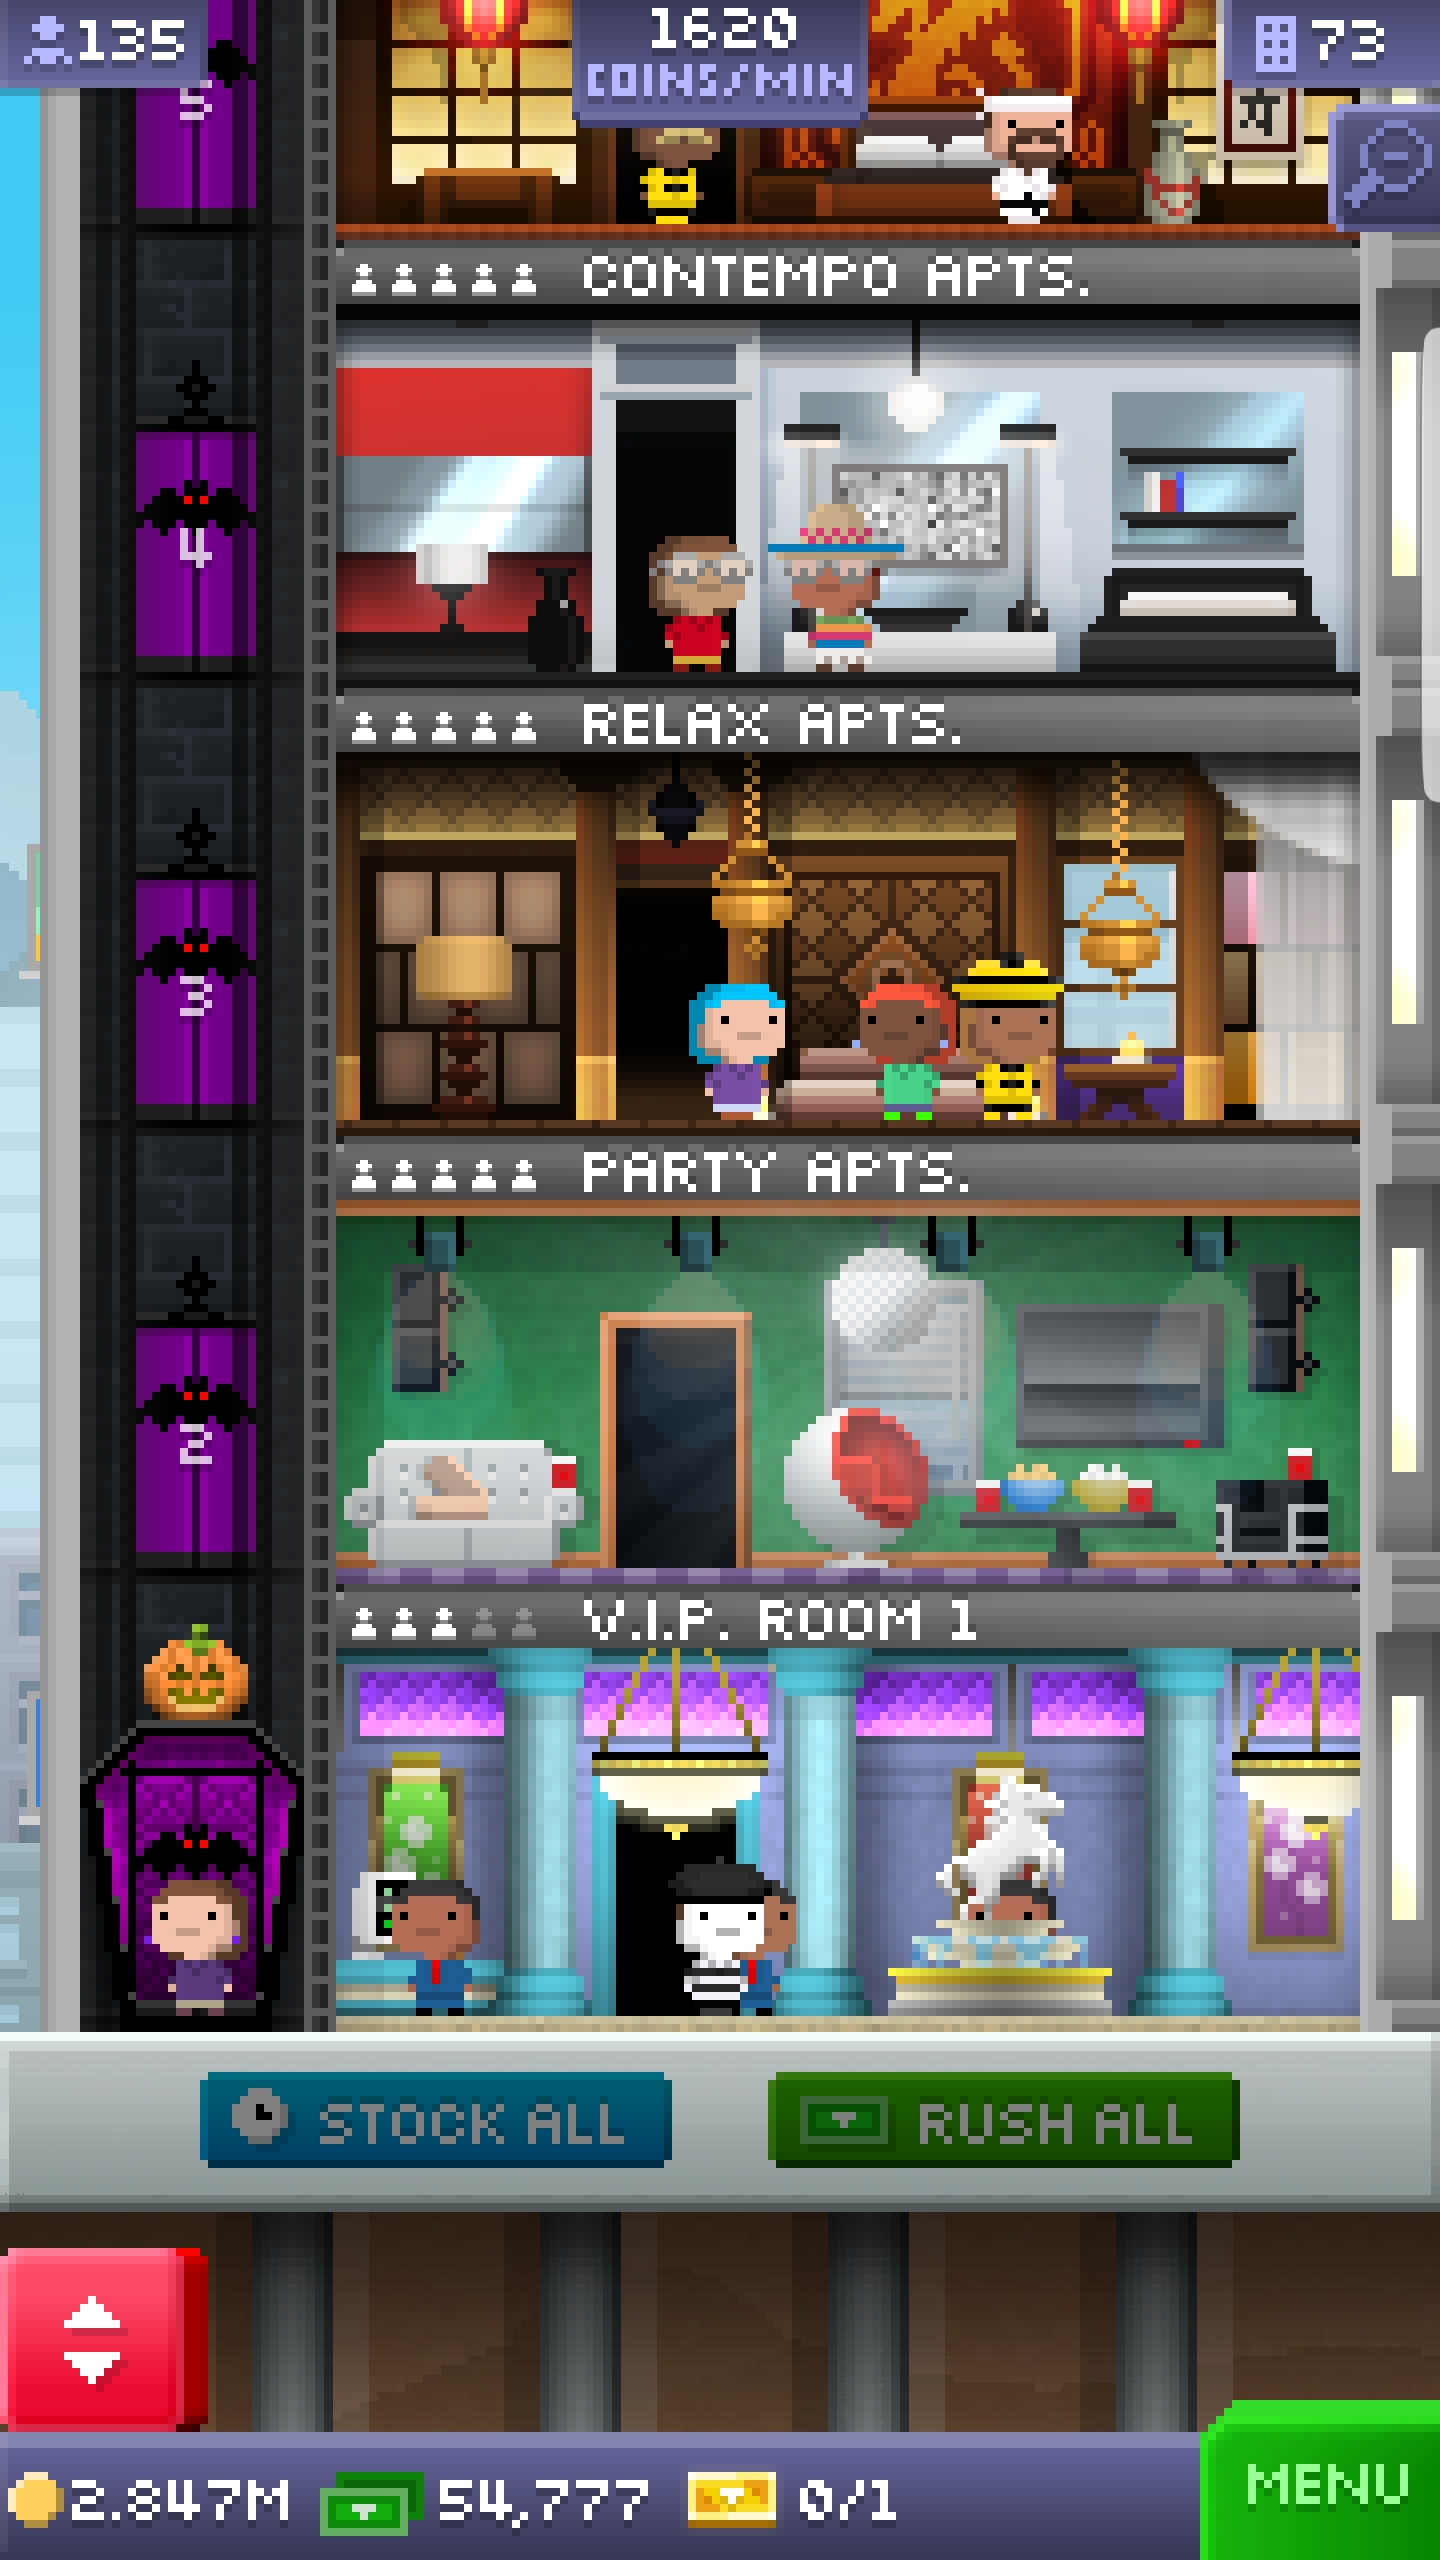 135
1620
COINS/MIN
73
5
CONTEMPO APTS.
4
RELAX APTS.
3
PARTY APTS.
2
V.I.P. ROOM 1
STOCK ALL
RUSH ALL
2.847M
54,777
0/1
MENU